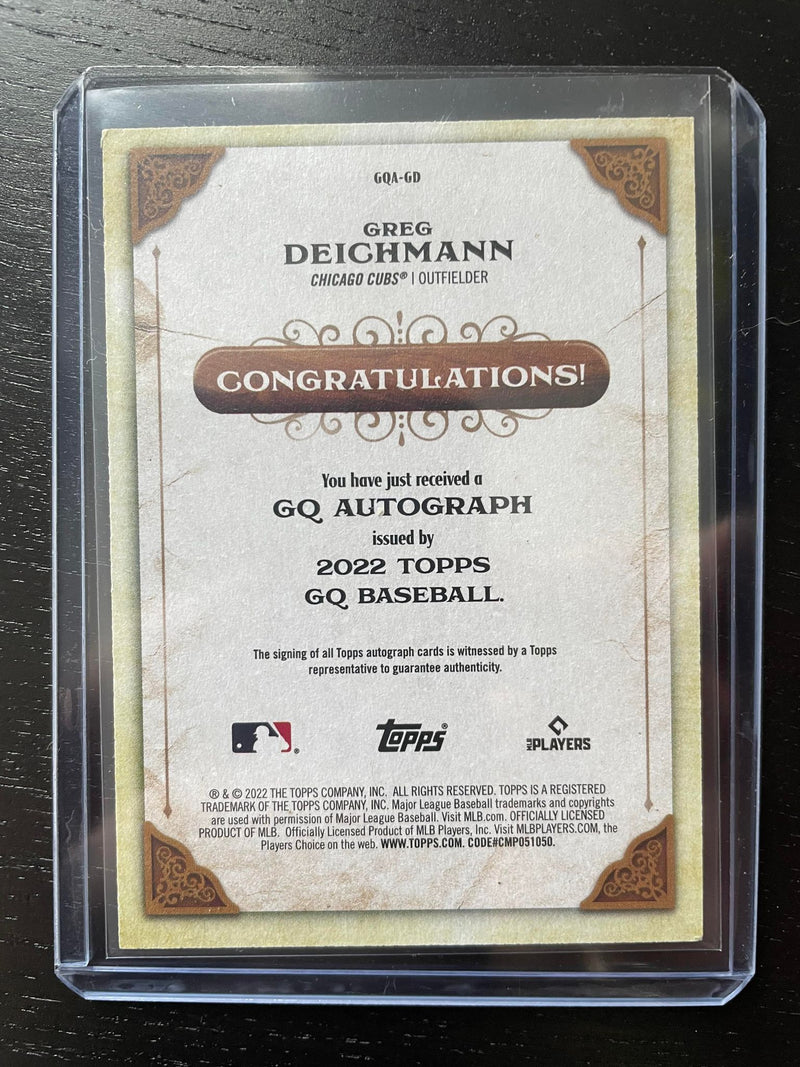 GQA-GD
GREG
DEICHMANN
CHICAGO CUBS® | OUTFIELDER
CONGRATULATIONS!
You have just received a
GQ AUTOGRAPH
issued by
2022 TOPPS
GQ BASEBALL.
The signing of all Topps autograph cards is witnessed by a Topps
representative to guarantee authenticity.
® topps® MLB PLAYERS
® & © 2022 THE TOPPS COMPANY, INC. ALL RIGHTS RESERVED. TOPPS IS A REGISTERED
TRADEMARK OF THE TOPPS COMPANY, INC. Major League Baseball trademarks and copyrights
are used with permission of Major League Baseball. Visit MLB.com. OFFICIALLY LICENSED
PRODUCT OF MLB. Officially Licensed Product of MLB Players, Inc. Visit MLBPLAYERS.COM, the
Players Choice on the web. WWW.TOPPS.COM. CODE#CMP051050.